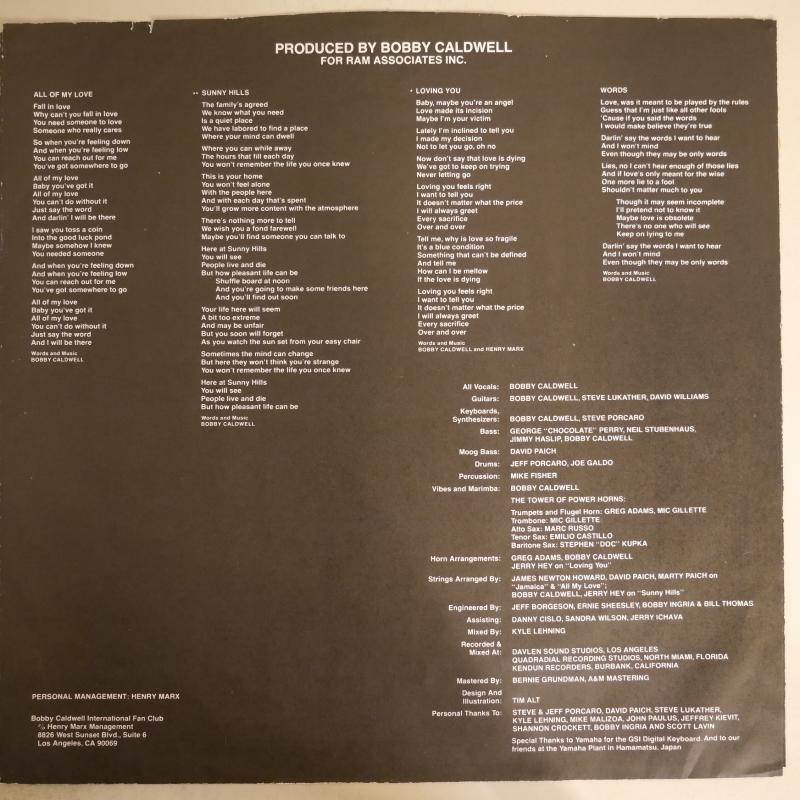 PRODUCED BY BOBBY CALDWELL
FOR RAM ASSOCIATES INC.
ALL OF MY LOVE
Fall in love
Why can't you fall in love
You need someone to love
Someone who really cares
So when you're feeling down
And when you're feeling low
You can reach out for me
You've got somewhere to go
All of my love
Baby you've got it
All of my love
You can't do without it
Just say the word
And darlin' I will be there
I saw you toss a coin
Into the good luck pond
Maybe somehow I knew
You needed someone
And when you're feeling down
And when you're feeling low
You can reach out for me
You've got somewhere to go
All of my love
Baby you've got it
All of my love
You can't do without it
Just say the word
And I will be there
Words and Music
BOBBY CALDWELL
•• SUNNY HILLS
The family's agreed
We know what you need
Is a quiet place
We have labored to find a place
Where your mind can dwell
Where you can while away
The hours that fill each day
You won't remember the life you once knew
This is your home
You won't feel alone
With the people here
And with each day that's spent
You'll grow more content with the atmosphere
There's nothing more to tell
We wish you a fond farewell
Maybe you'll find someone you can talk to
Here at Sunny Hills
You will see
People live and die
But how pleasant life can be
Shuffle board at noon
And you're going to make some friends here
And you'll find out soon
Your life here will seem
A bit too extreme
And may be unfair
But you soon will forget
As you watch the sun set from your easy chair
Sometimes the mind can change
But here they won't think you're strange
You won't remember the life you once knew
Here at Sunny Hills
You will see
People live and die
But how pleasant life can be
Words and Music
BOBBY CALDWELL
• LOVING YOU
Baby, maybe you're an angel
Love made its incision
Maybe I'm your victim
Lately I'm inclined to tell you
I made my decision
Not to let you go, oh no
Now don't say that love is dying
We've got to keep on trying
Never letting go
Loving you feels right
I want to tell you
It doesn't matter what the price
I will always greet
Every sacrifice
Over and over
Tell me, why is love so fragile
It's a blue condition
Something that can't be defined
And tell me
How can I be mellow
If the love is dying
Loving you feels right
I want to tell you
It doesn't matter what the price
I will always greet
Every sacrifice
Over and over
Words and Music
BOBBY CALDWELL and HENRY MARX
WORDS
Love, was it meant to be played by the rules
Guess that I'm just like all other fools
'Cause if you said the words
I would make believe they're true
Darlin' say the words I want to hear
And I won't mind
Even though they may be only words
Lies, no I can't hear enough of those lies
And if love's only meant for the wise
One more lie to a fool
Shouldn't matter much to you
Though it may seem incomplete
I'll pretend not to know it
Maybe love is obsolete
There's no one who will see
Keep on lying to me
Darlin' say the words I want to hear
And I won't mind
Even though they may be only words
Words and Music
BOBBY CALDWELL
All Vocals: BOBBY CALDWELL
Guitars: BOBBY CALDWELL, STEVE LUKATHER, DAVID WILLIAMS
Keyboards,
Synthesizers: BOBBY CALDWELL, STEVE PORCARO
Bass: GEORGE "CHOCOLATE" PERRY, NEIL STUBENHAUS,
JIMMY HASLIP, BOBBY CALDWELL
Moog Bass: DAVID PAICH
Drums: JEFF PORCARO, JOE GALDO
Percussion: MIKE FISHER
Vibes and Marimba: BOBBY CALDWELL
THE TOWER OF POWER HORNS:
Trumpets and Flugel Horn: GREG ADAMS, MIC GILLETTE
Trombone: MIC GILLETTE
Alto Sax: MARC RUSSO
Tenor Sax: EMILIO CASTILLO
Baritone Sax: STEPHEN "DOC" KUPKA
Horn Arrangements: GREG ADAMS, BOBBY CALDWELL
JERRY HEY on "Loving You"
Strings Arranged By: JAMES NEWTON HOWARD, DAVID PAICH, MARTY PAICH on
"Jamaica" & "All My Love";
BOBBY CALDWELL, JERRY HEY on "Sunny Hills"
Engineered By: JEFF BORGESON, ERNIE SHEESLEY, BOBBY INGRIA & BILL THOMAS
Assisting: DANNY CISLO, SANDRA WILSON, JERRY ICHAVA
Mixed By: KYLE LEHNING
Recorded &
Mixed At: DAVLEN SOUND STUDIOS, LOS ANGELES
QUADRADIAL RECORDING STUDIOS, NORTH MIAMI, FLORIDA
KENDUN RECORDERS, BURBANK, CALIFORNIA
Mastered By: BERNIE GRUNDMAN, A&M MASTERING
Design And
Illustration: TIM ALT
Personal Thanks To: STEVE & JEFF PORCARO, DAVID PAICH, STEVE LUKATHER,
KYLE LEHNING, MIKE MALIZOA, JOHN PAULUS, JEFFREY KIEVIT,
SHANNON CROCKETT, BOBBY INGRIA and SCOTT LAVIN
Special Thanks to Yamaha for the GSI Digital Keyboard. And to our
friends at the Yamaha Plant in Hamamatsu, Japan
PERSONAL MANAGEMENT: HENRY MARX
Bobby Caldwell International Fan Club
℅ Henry Marx Management
8826 West Sunset Blvd., Suite 6
Los Angeles, CA 90069